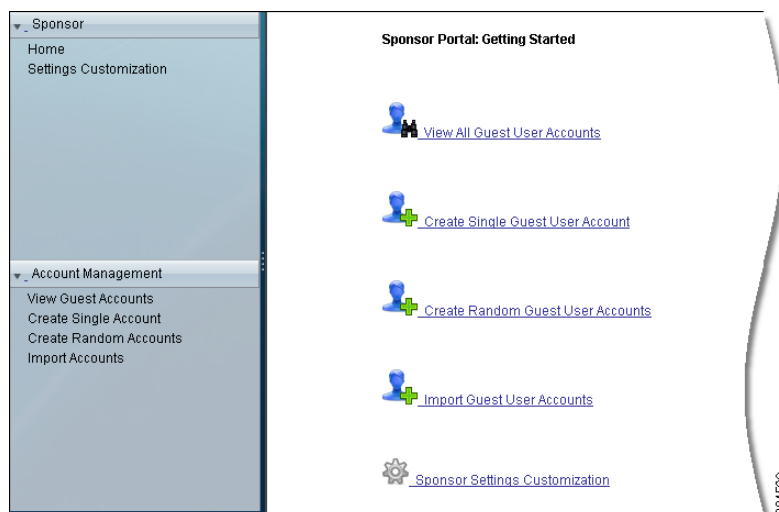 Sponsor
Home
Settings Customization
Account Management
View Guest Accounts
Create Single Account
Create Random Accounts
Import Accounts
Sponsor Portal: Getting Started
View All Guest User Accounts
Create Single Guest User Account
Create Random Guest User Accounts
Import Guest User Accounts
Sponsor Settings Customization